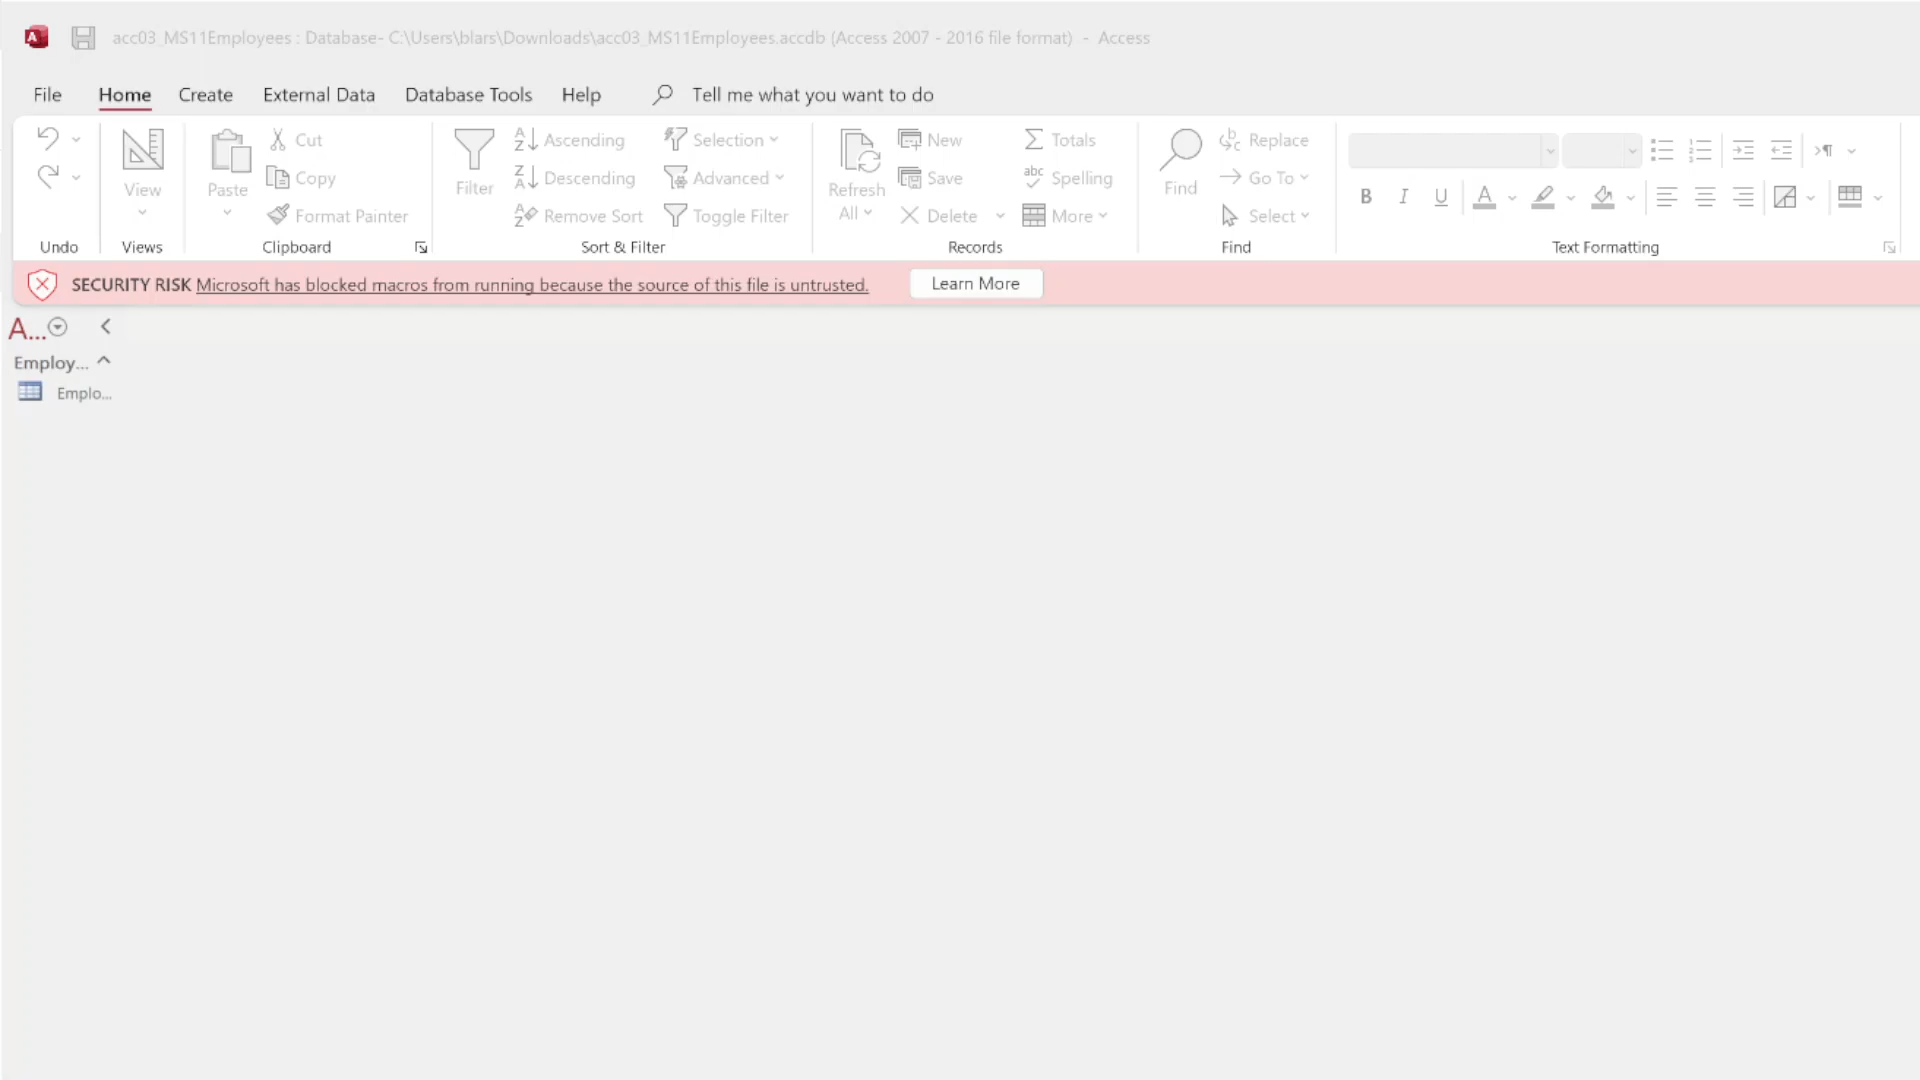 acc03_MS11Employees : Database- C:\Users\blars\Downloads\acc03_MS11Employees.accdb (Access 2007 - 2016 file format) - Access
File Home Create External Data Database Tools Help Tell me what you want to do
View
Paste
Cut
Copy
Format Painter
Filter
Ascending
Descending
Remove Sort
Selection
Advanced
Toggle Filter
Refresh
All
New
Save
Delete
Totals
Spelling
More
Find
Replace
Go To
Select
B I U A
Undo Views Clipboard Sort & Filter Records Find Text Formatting
SECURITY RISK Microsoft has blocked macros from running because the source of this file is untrusted. Learn More
A...
Employ...
Emplo...